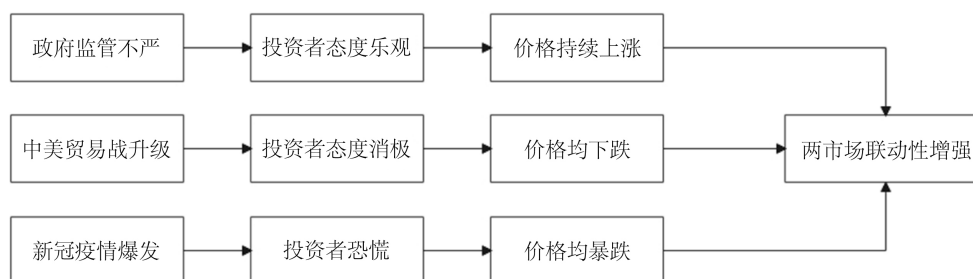 政府监管不严
投资者态度乐观
价格持续上涨
中美贸易战升级
投资者态度消极
价格均下跌
两市场联动性增强
新冠疫情爆发
投资者恐慌
价格均暴跌